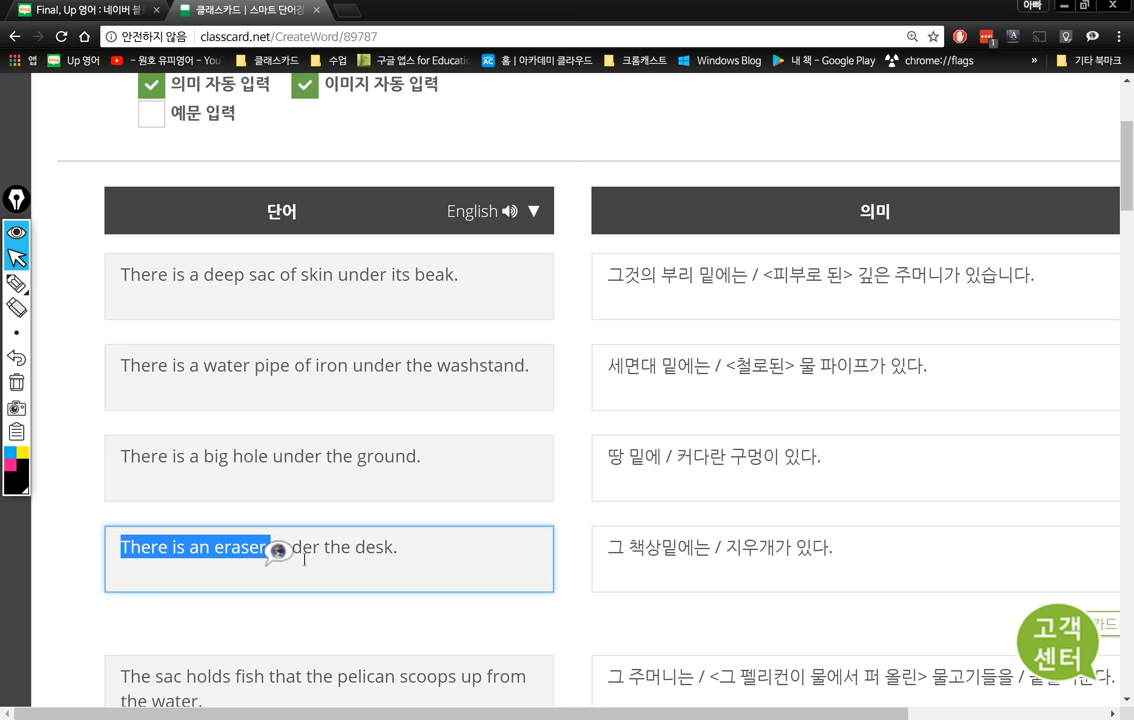 Final, Up 영어 : 네이버 블
클래스카드 | 스마트 단어장
아빠
안전하지 않음 classcard.net/CreateWord/89787
앱 Up 영어 - 원호 유피영어 - You 클래스카드 수업 구글 앱스 for Educatio 홈 | 아카데미 클라우드 크롬캐스트 Windows Blog 내 책 - Google Play chrome://flags » 기타 북마크
의미 자동 입력 이미지 자동 입력
예문 입력
단어 English 의미
There is a deep sac of skin under its beak. 그것의 부리 밑에는 / <피부로 된> 깊은 주머니가 있습니다.
There is a water pipe of iron under the washstand. 세면대 밑에는 / <철로된> 물 파이프가 있다.
There is a big hole under the ground. 땅 밑에 / 커다란 구멍이 있다.
There is an eraser der the desk. 그 책상밑에는 / 지우개가 있다.
고객
센터
카드
The sac holds fish that the pelican scoops up from 그 주머니는 / <그 펠리컨이 물에서 퍼 올린> 물고기들을 /
the water.